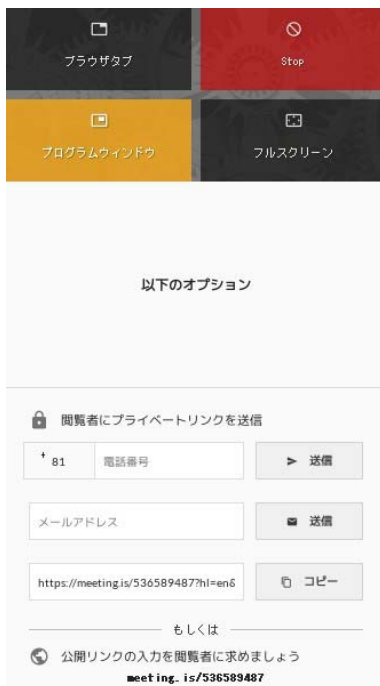 ブラウザタブ
Stop
プログラムウィンドウ
フルスクリーン
以下のオプション
閲覧者にプライベートリンクを送信
+81
電話番号
送信
メールアドレス
送信
https://meeting.is/536589487?hl=en&
コピー
もしくは
公開リンクの入力を閲覧者に求めましょう
meeting.is/536589487